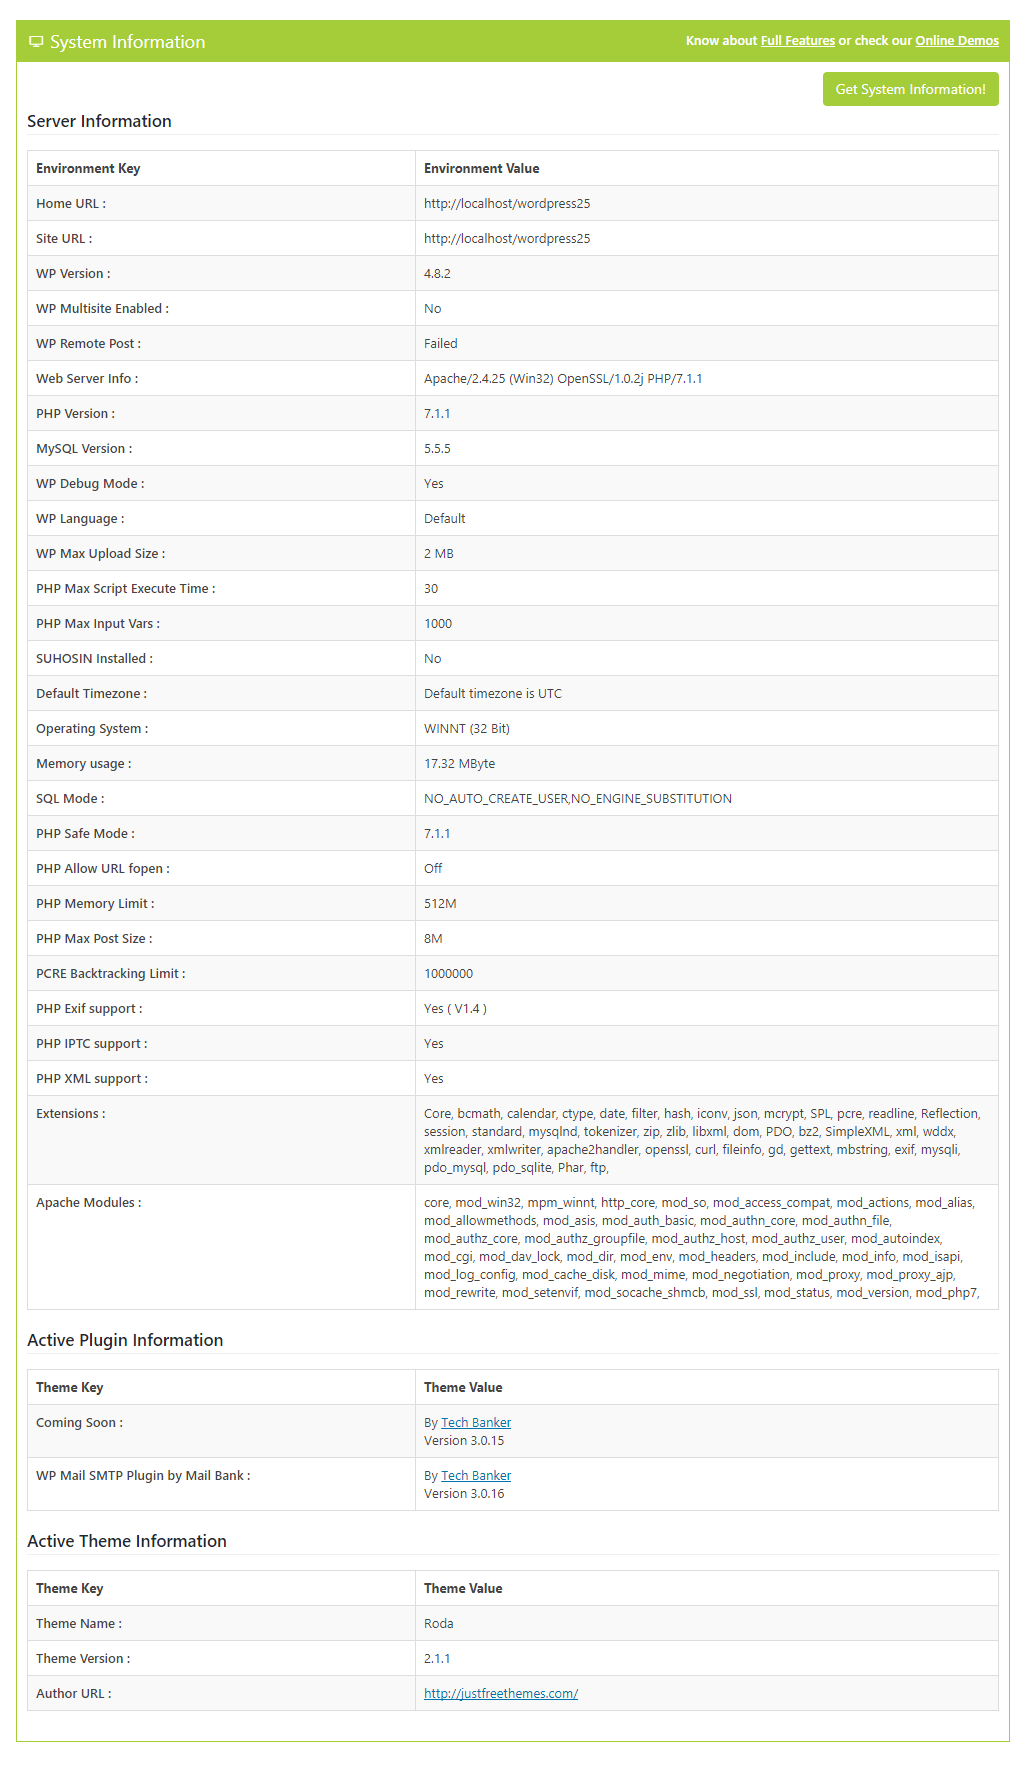 System Information
Know about Full Features or check our Online Demos
Get System Information!
Server Information
Environment Key Environment Value
Home URL : http://localhost/wordpress25
Site URL : http://localhost/wordpress25
WP Version : 4.8.2
WP Multisite Enabled : No
WP Remote Post : Failed
Web Server Info : Apache/2.4.25 (Win32) OpenSSL/1.0.2j PHP/7.1.1
PHP Version : 7.1.1
MySQL Version : 5.5.5
WP Debug Mode : Yes
WP Language : Default
WP Max Upload Size : 2 MB
PHP Max Script Execute Time : 30
PHP Max Input Vars : 1000
SUHOSIN Installed : No
Default Timezone : Default timezone is UTC
Operating System : WINNT (32 Bit)
Memory usage : 17.32 MByte
SQL Mode : NO_AUTO_CREATE_USER,NO_ENGINE_SUBSTITUTION
PHP Safe Mode : 7.1.1
PHP Allow URL fopen : Off
PHP Memory Limit : 512M
PHP Max Post Size : 8M
PCRE Backtracking Limit : 1000000
PHP Exif support : Yes ( V1.4 )
PHP IPTC support : Yes
PHP XML support : Yes
Extensions : Core, bcmath, calendar, ctype, date, filter, hash, iconv, json, mcrypt, SPL, pcre, readline, Reflection,
session, standard, mysqlnd, tokenizer, zip, zlib, libxml, dom, PDO, bz2, SimpleXML, xml, wddx,
xmlreader, xmlwriter, apache2handler, openssl, curl, fileinfo, gd, gettext, mbstring, exif, mysqli,
pdo_mysql, pdo_sqlite, Phar, ftp,
Apache Modules : core, mod_win32, mpm_winnt, http_core, mod_so, mod_access_compat, mod_actions, mod_alias,
mod_allowmethods, mod_asis, mod_auth_basic, mod_authn_core, mod_authn_file,
mod_authz_core, mod_authz_groupfile, mod_authz_host, mod_authz_user, mod_autoindex,
mod_cgi, mod_dav_lock, mod_dir, mod_env, mod_headers, mod_include, mod_info, mod_isapi,
mod_log_config, mod_cache_disk, mod_mime, mod_negotiation, mod_proxy, mod_proxy_ajp,
mod_rewrite, mod_setenvif, mod_socache_shmcb, mod_ssl, mod_status, mod_version, mod_php7,
Active Plugin Information
Theme Key Theme Value
Coming Soon : By Tech Banker
Version 3.0.15
WP Mail SMTP Plugin by Mail Bank : By Tech Banker
Version 3.0.16
Active Theme Information
Theme Key Theme Value
Theme Name : Roda
Theme Version : 2.1.1
Author URL : http://justfreethemes.com/